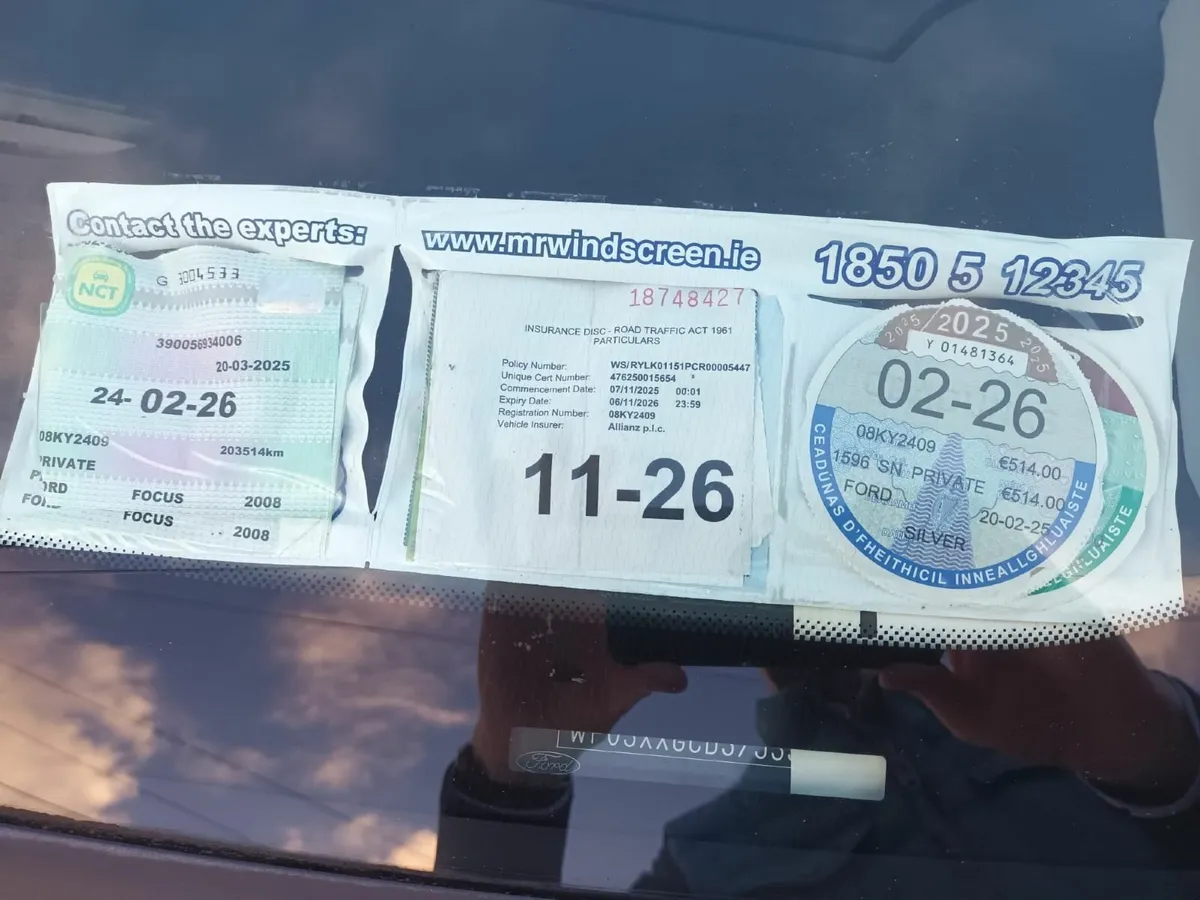 Contact the experts:
NCT
G 3004533
390056934006
20-03-2025
24-02-26
08KY2409
203514km
PRIVATE
FORD
FOCUS
2008
FOCUS
2008
www.mrwindscreen.ie
18748427
INSURANCE DISC - ROAD TRAFFIC ACT 1961
PARTICULARS
Policy Number: WS/RYLK01151PCR00005447
Unique Cert Number: 476250015654
Commencement Date: 07/11/2025 00:01
Expiry Date: 06/11/2026 23:59
Registration Number: 08KY2409
Vehicle Insurer: Allianz p.l.c.
11-26
1850 5 12345
2025 2025 2025
Y 01481364
02-26
08KY2409
€514.00
1596 SN PRIVATE
€514.00
FORD
20-02-25
SILVER
CEADÚNAS D'FHEITHICIL INNEALLGHLUAISTE
Ford